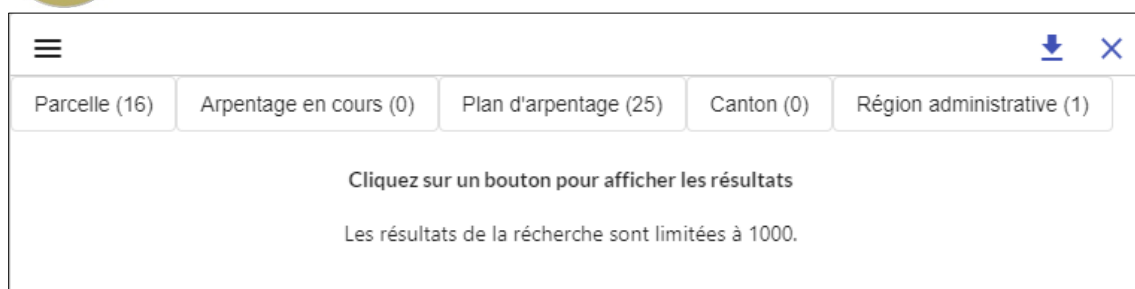 Parcelle (16) Arpentage en cours (0) Plan d'arpentage (25) Canton (0) Région administrative (1)
Cliquez sur un bouton pour afficher les résultats
Les résultats de la récherche sont limitées à 1000.